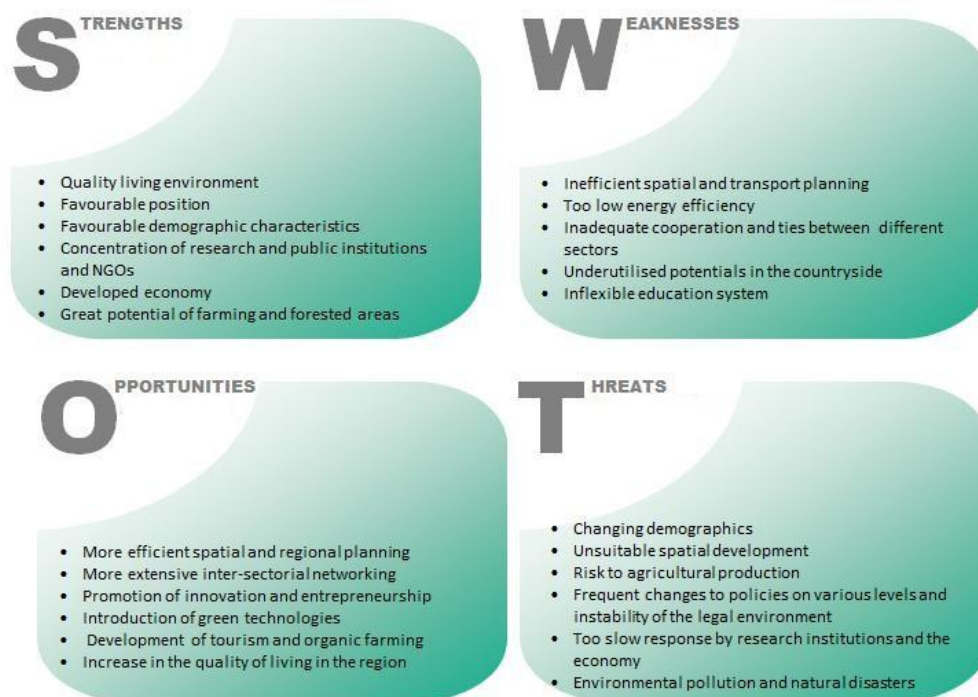 STRENGTHS
• Quality living environment
• Favourable position
• Favourable demographic characteristics
• Concentration of research and public institutions
and NGOs
• Developed economy
• Great potential of farming and forested areas
WEAKNESSES
• Inefficient spatial and transport planning
• Too low energy efficiency
• Inadequate cooperation and ties between different
sectors
• Underutilised potentials in the countryside
• Inflexible education system
OPPORTUNITIES
• More efficient spatial and regional planning
• More extensive inter-sectorial networking
• Promotion of innovation and entrepreneurship
• Introduction of green technologies
• Development of tourism and organic farming
• Increase in the quality of living in the region
THREATS
• Changing demographics
• Unsuitable spatial development
• Risk to agricultural production
• Frequent changes to policies on various levels and
instability of the legal environment
• Too slow response by research institutions and the
economy
• Environmental pollution and natural disasters